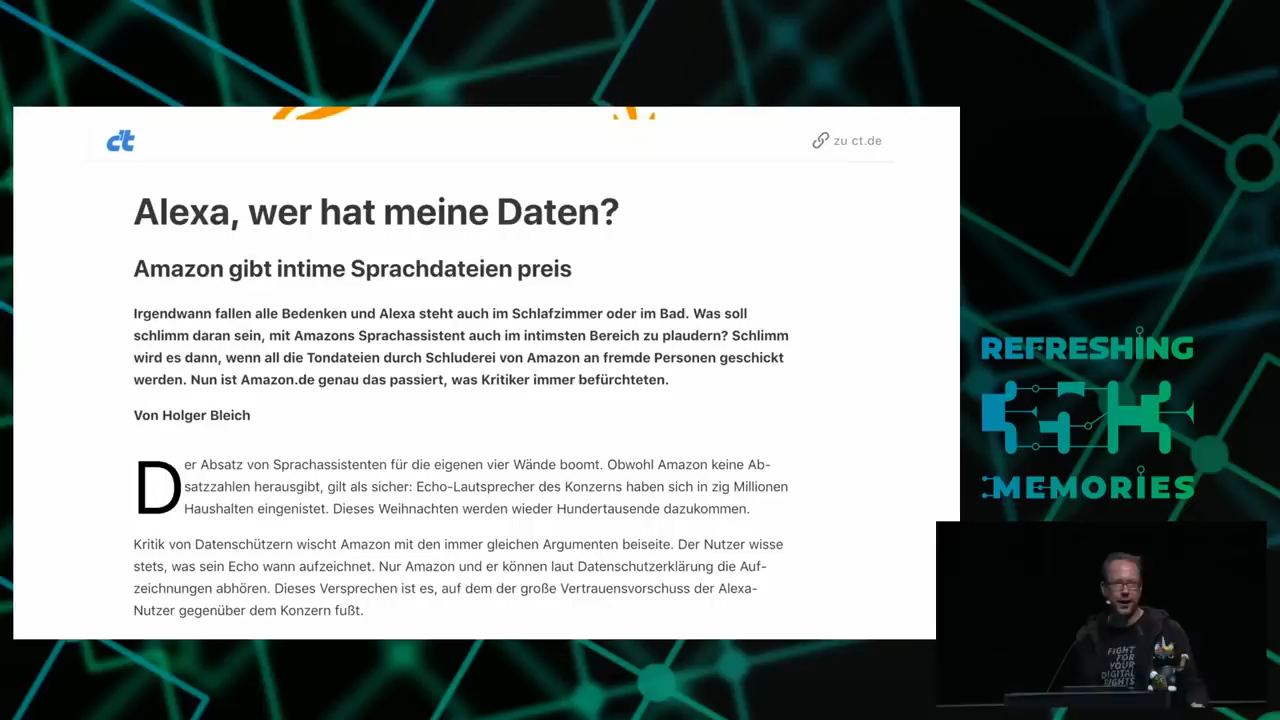 c't
zu ct.de
Alexa, wer hat meine Daten?
Amazon gibt intime Sprachdateien preis
Irgendwann fallen alle Bedenken und Alexa steht auch im Schlafzimmer oder im Bad. Was soll
schlimm daran sein, mit Amazons Sprachassistent auch im intimsten Bereich zu plaudern? Schlimm
wird es dann, wenn all die Tondateien durch Schluderei von Amazon an fremde Personen geschickt
werden. Nun ist Amazon.de genau das passiert, was Kritiker immer befürchteten.
Von Holger Bleich
Der Absatz von Sprachassistenten für die eigenen vier Wände boomt. Obwohl Amazon keine Ab-
satzzahlen herausgibt, gilt als sicher: Echo-Lautsprecher des Konzerns haben sich in zig Millionen
Haushalten eingenistet. Dieses Weihnachten werden wieder Hundertausende dazukommen.
Kritik von Datenschützern wischt Amazon mit den immer gleichen Argumenten beiseite. Der Nutzer wisse
stets, was sein Echo wann aufzeichnet. Nur Amazon und er können laut Datenschutzerklärung die Auf-
zeichnungen abhören. Dieses Versprechen ist es, auf dem der große Vertrauensvorschuss der Alexa-
Nutzer gegenüber dem Konzern fußt.
REFRESHING
MEMORIES
FIGHT
FOR
YOUR
DIGITAL
RIGHTS